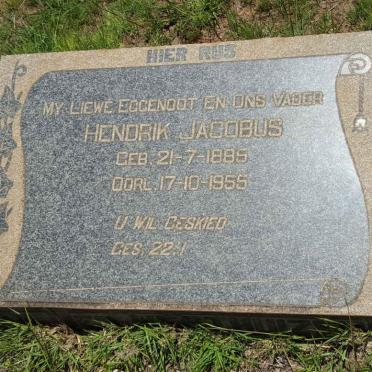 HIER RUS
MY LIEWE EGGENOOT EN ONS VADER
HENDRIK JACOBUS
GEB. 21-7-1885
OORL. 17-10-1955
U WIL GESKIED
GES. 22:1